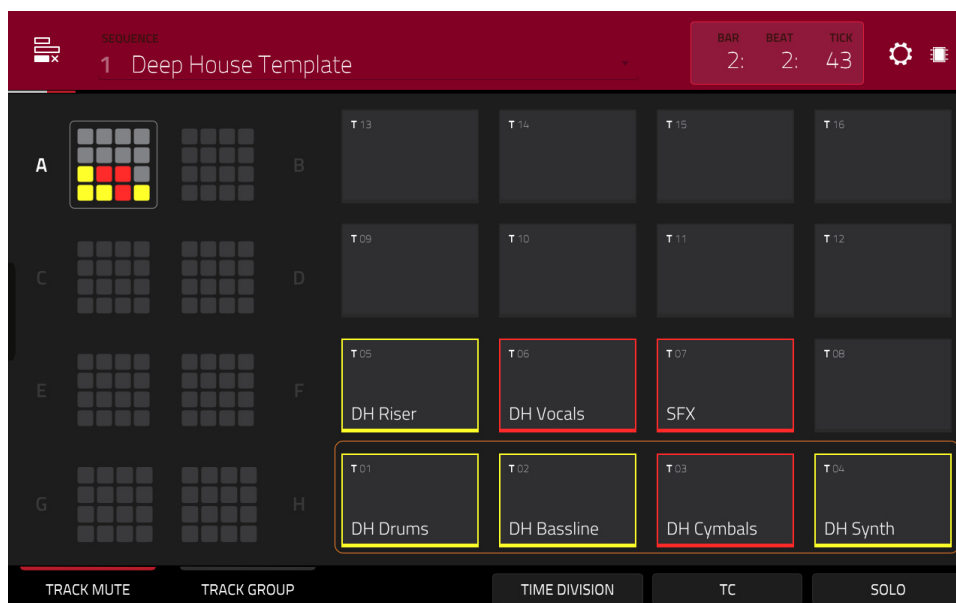 SEQUENCE
1 Deep House Template
BAR BEAT TICK
2: 2: 43
A B
T 13 T 14 T 15 T 16
C D
T 09 T 10 T 11 T 12
E F
T 05 T 06 T 07 T 08
DH Riser DH Vocals SFX
G H
T 01 T 02 T 03 T 04
DH Drums DH Bassline DH Cymbals DH Synth
TRACK MUTE TRACK GROUP TIME DIVISION TC SOLO